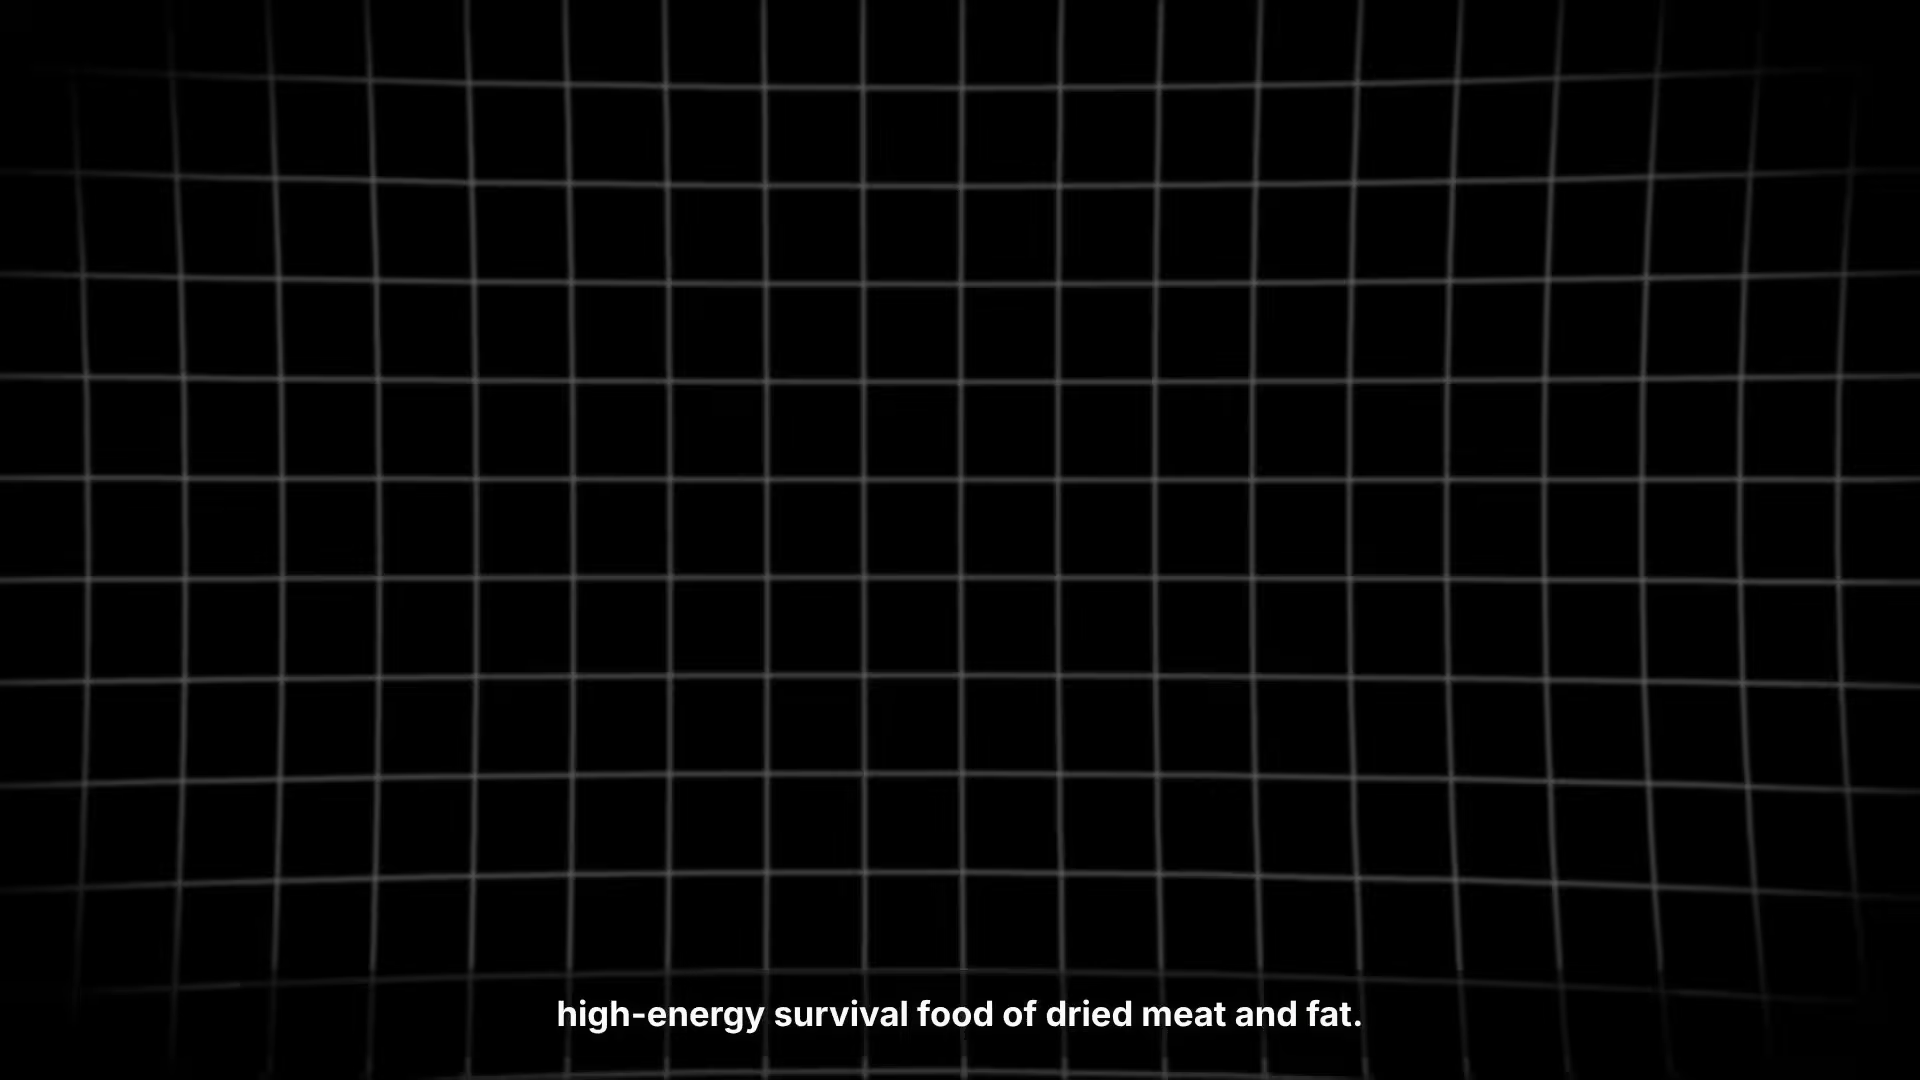 high-energy survival food of dried meat and fat.